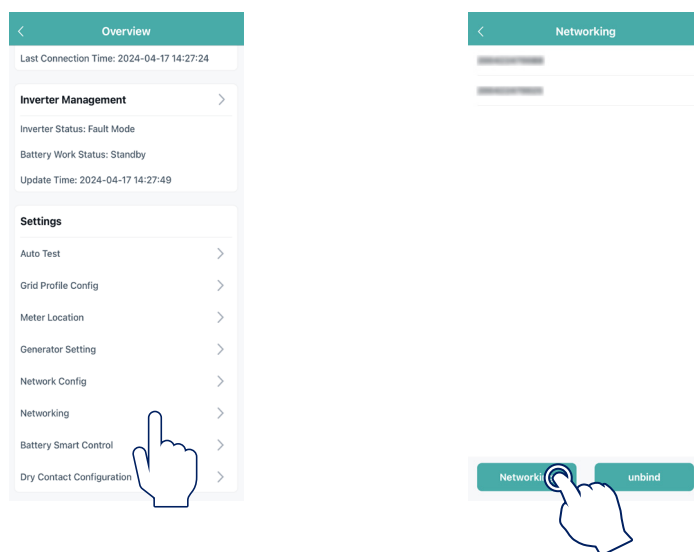 Overview
Last Connection Time: 2024-04-17 14:27:24
Inverter Management
Inverter Status: Fault Mode
Battery Work Status: Standby
Update Time: 2024-04-17 14:27:49
Settings
Auto Test
Grid Profile Config
Meter Location
Generator Setting
Network Config
Networking
Battery Smart Control
Dry Contact Configuration
Networking
unbind